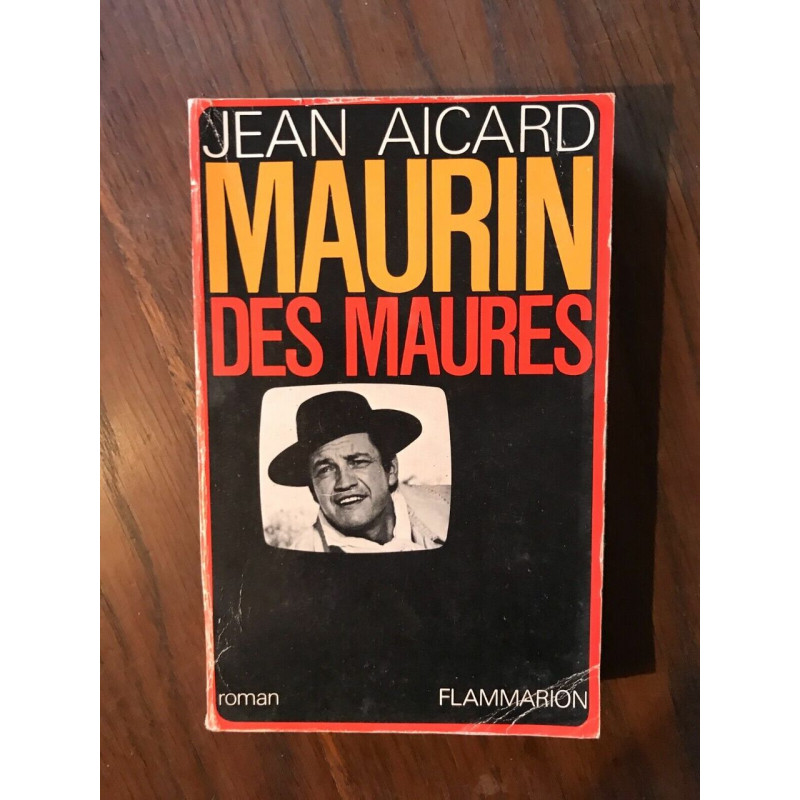 JEAN AICARD
MAURIN
DES MAURES
roman FLAMMARION